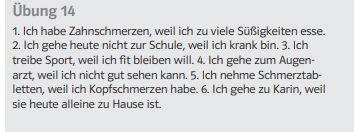 Übung 14
1. Ich habe Zahnschmerzen, weil ich zu viele Süßigkeiten esse.
2. Ich gehe heute nicht zur Schule, weil ich krank bin. 3. Ich
treibe Sport, weil ich fit bleiben will. 4. Ich gehe zum Augen-
arzt, weil ich nicht gut sehen kann. 5. Ich nehme Schmerztab-
letten, weil ich Kopfschmerzen habe. 6. Ich gehe zu Karin, weil
sie heute alleine zu Hause ist.